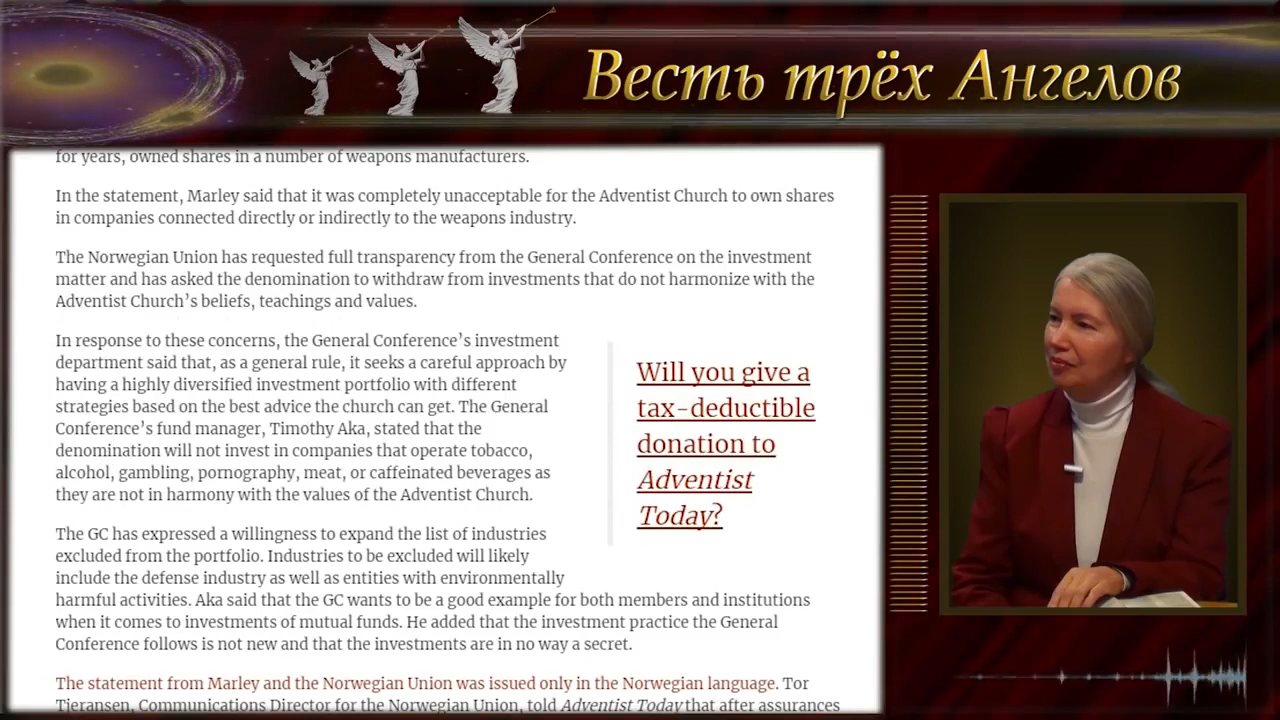 Весть трёх Ангелов
for years, owned shares in a number of weapons manufacturers.
In the statement, Marley said that it was completely unacceptable for the Adventist Church to own shares
in companies connected directly or indirectly to the weapons industry.
The Norwegian Union has requested full transparency from the General Conference on the investment
matter and has asked the denomination to withdraw from investments that do not harmonize with the
Adventist Church’s beliefs, teachings and values.
In response to these concerns, the General Conference’s investment
department said that, as a general rule, it seeks a careful approach by
having a highly diversified investment portfolio with different
strategies based on the best advice the church can get. The General
Conference’s fund manager, Timothy Aka, stated that the
denomination will not invest in companies that operate tobacco,
alcohol, gambling, pornography, meat, or caffeinated beverages as
they are not in harmony with the values of the Adventist Church.
Will you give a
tax-deductible
donation to
Adventist
Today?
The GC has expressed a willingness to expand the list of industries
excluded from the portfolio. Industries to be excluded will likely
include the defense industry as well as entities with environmentally
harmful activities. Aka said that the GC wants to be a good example for both members and institutions
when it comes to investments of mutual funds. He added that the investment practice the General
Conference follows is not new and that the investments are in no way a secret.
The statement from Marley and the Norwegian Union was issued only in the Norwegian language. Tor
Tjeransen, Communications Director for the Norwegian Union, told Adventist Today that after assurances